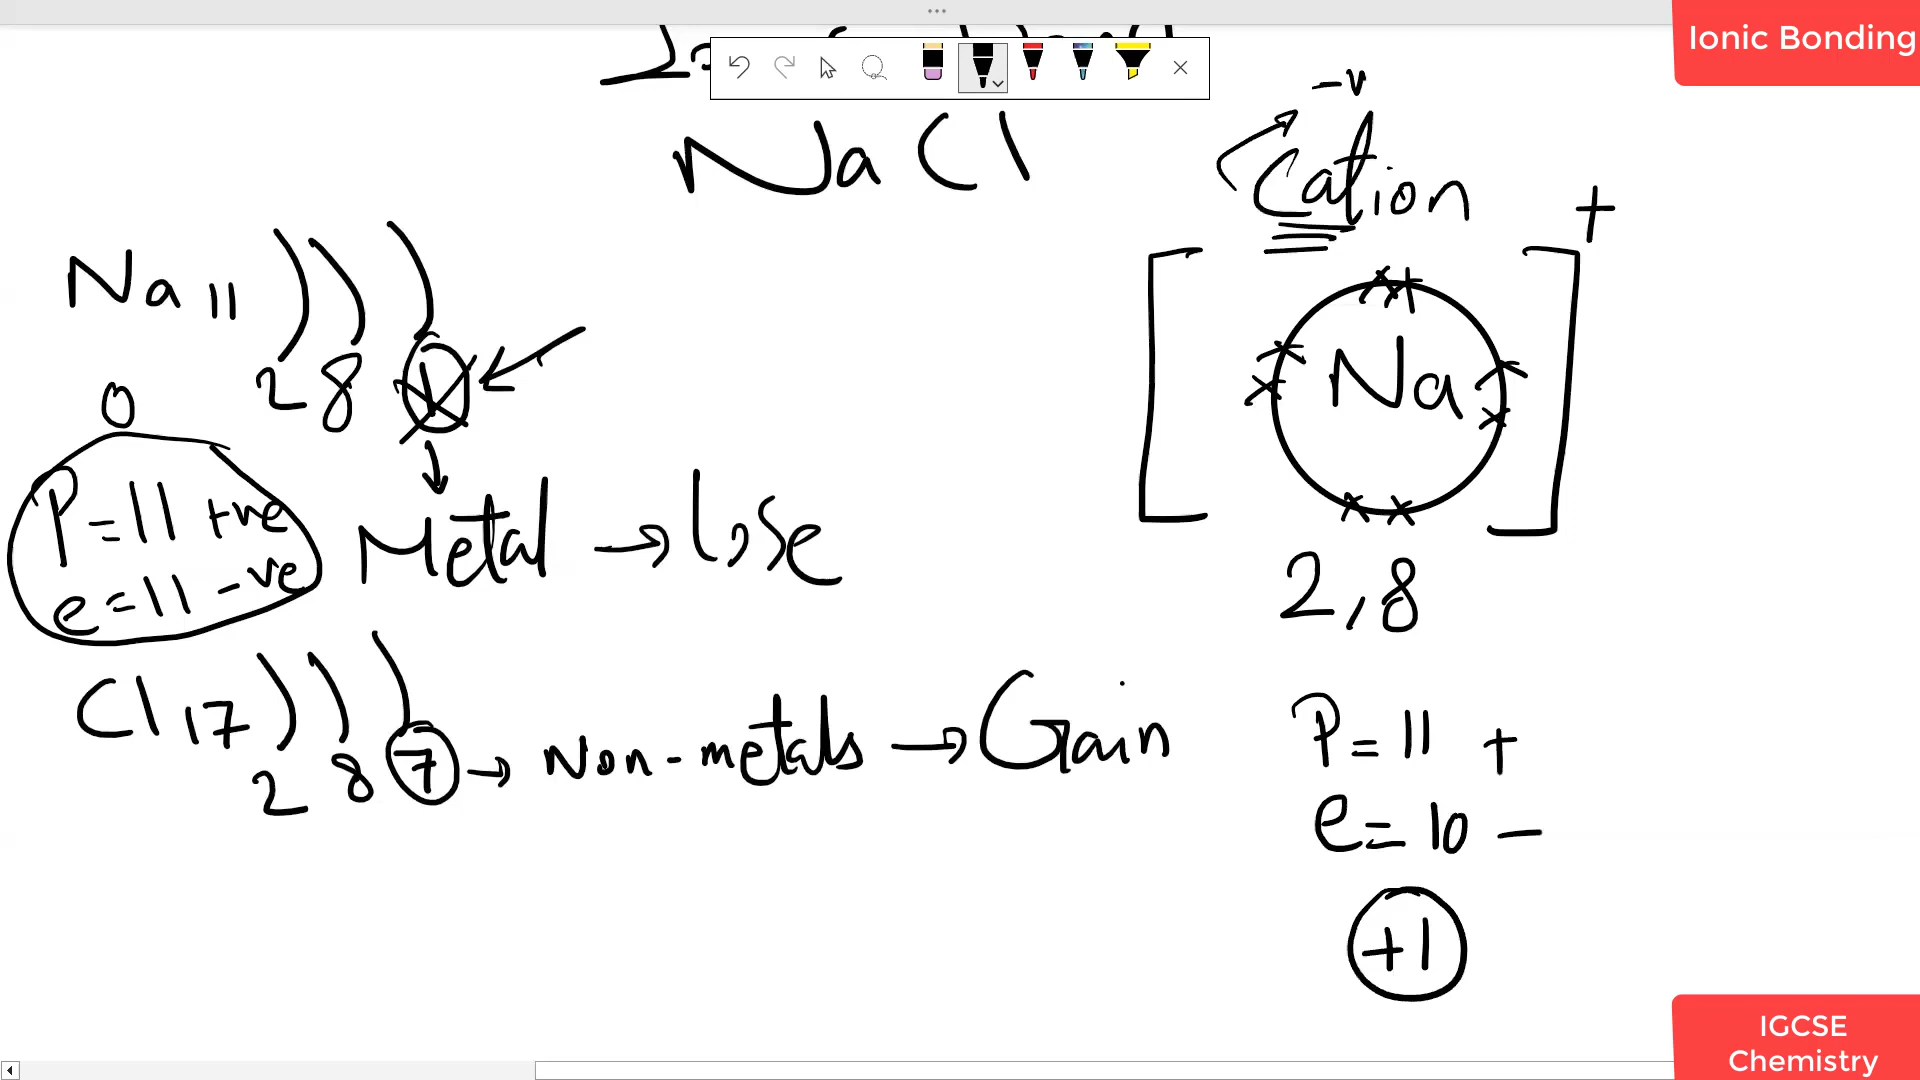 Ionic Bonding
-v
NaCl
Cation
+
Na 11
2 8 1
Na
0
P = 11 +ve
e = 11 -ve
Metal → lose
2,8
Cl 17
2 8 7 → Non-metals → Gain
P = 11 +
e = 10 -
+1
IGCSE
Chemistry